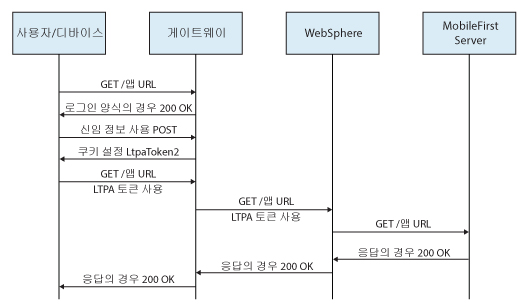 사용자/디바이스
게이트웨이
WebSphere
MobileFirst
Server
GET /앱 URL
로그인 양식의 경우 200 OK
신임 정보 사용 POST
쿠키 설정 LtpaToken2
GET /앱 URL
LTPA 토큰 사용
GET /앱 URL
LTPA 토큰 사용
GET /앱 URL
응답의 경우 200 OK
응답의 경우 200 OK
응답의 경우 200 OK